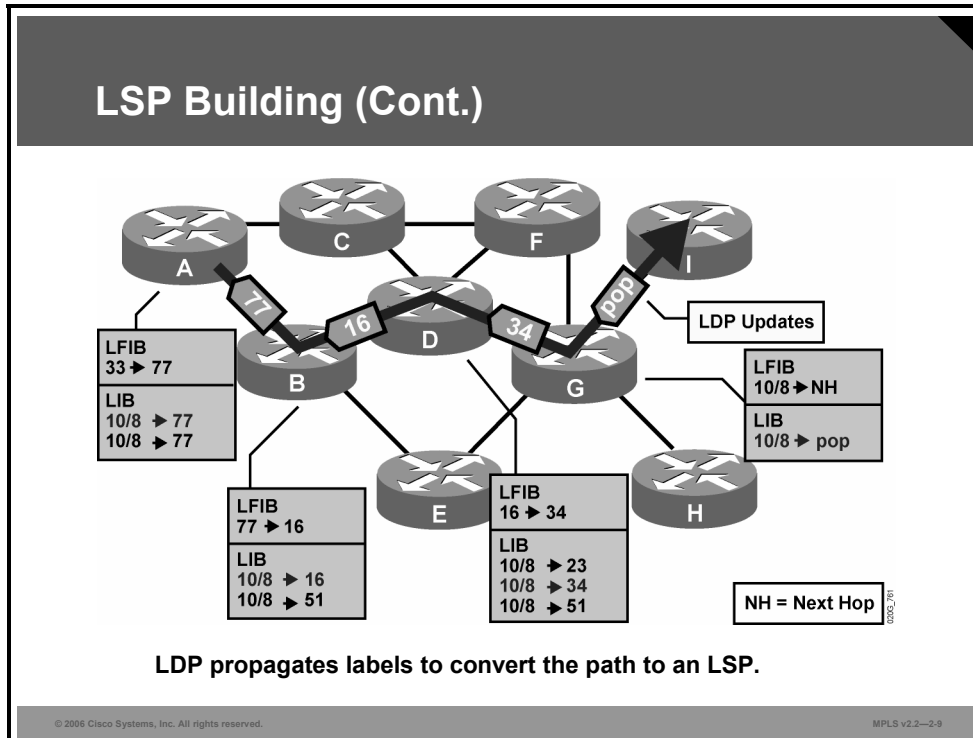 LSP Building (Cont.)
A
C
F
I
77
16
D
34
pop
LDP Updates
B
G
LFIB
33 → 77
LIB
10/8 → 77
10/8 → 77
LFIB
10/8 → NH
LIB
10/8 → pop
E
H
LFIB
77 → 16
LIB
10/8 → 16
10/8 → 51
LFIB
16 → 34
LIB
10/8 → 23
10/8 → 34
10/8 → 51
NH = Next Hop
020G_761
LDP propagates labels to convert the path to an LSP.
© 2006 Cisco Systems, Inc. All rights reserved.
MPLS v2.2—2-9